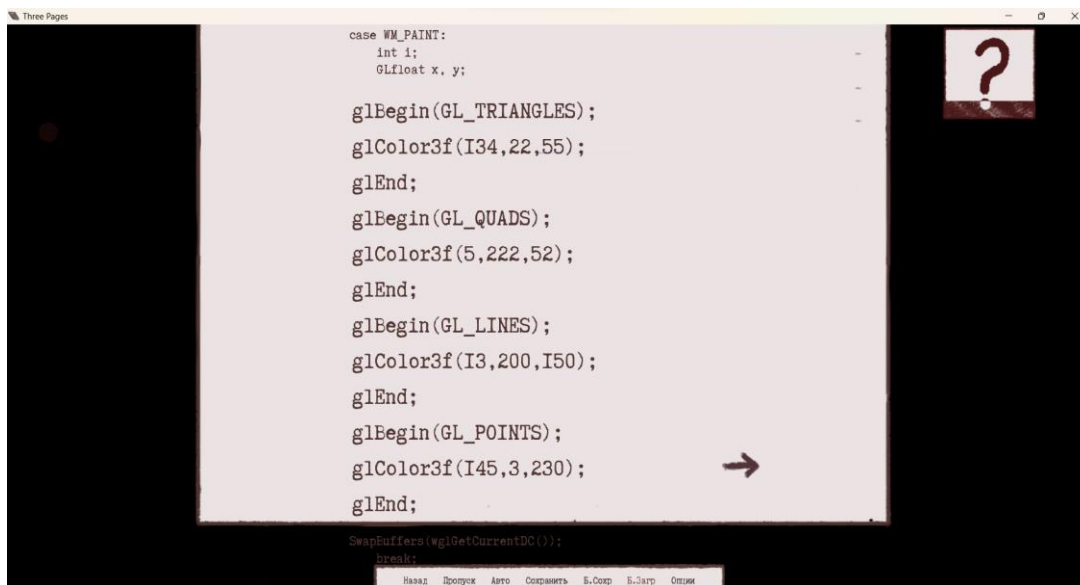 Three Pages
case WM_PAINT:
int i;
GLfloat x, y;
glBegin(GL_TRIANGLES);
glColor3f(I34,22,55);
glEnd;
glBegin(GL_QUADS);
glColor3f(5,222,52);
glEnd;
glBegin(GL_LINES);
glColor3f(I3,200,I50);
glEnd;
glBegin(GL_POINTS);
glColor3f(I45,3,230);
glEnd;
SwapBuffers(wglGetCurrentDC());
break;
Назад Пропуск Авто Сохранить Б.Сохр Б.Загр Опции
?